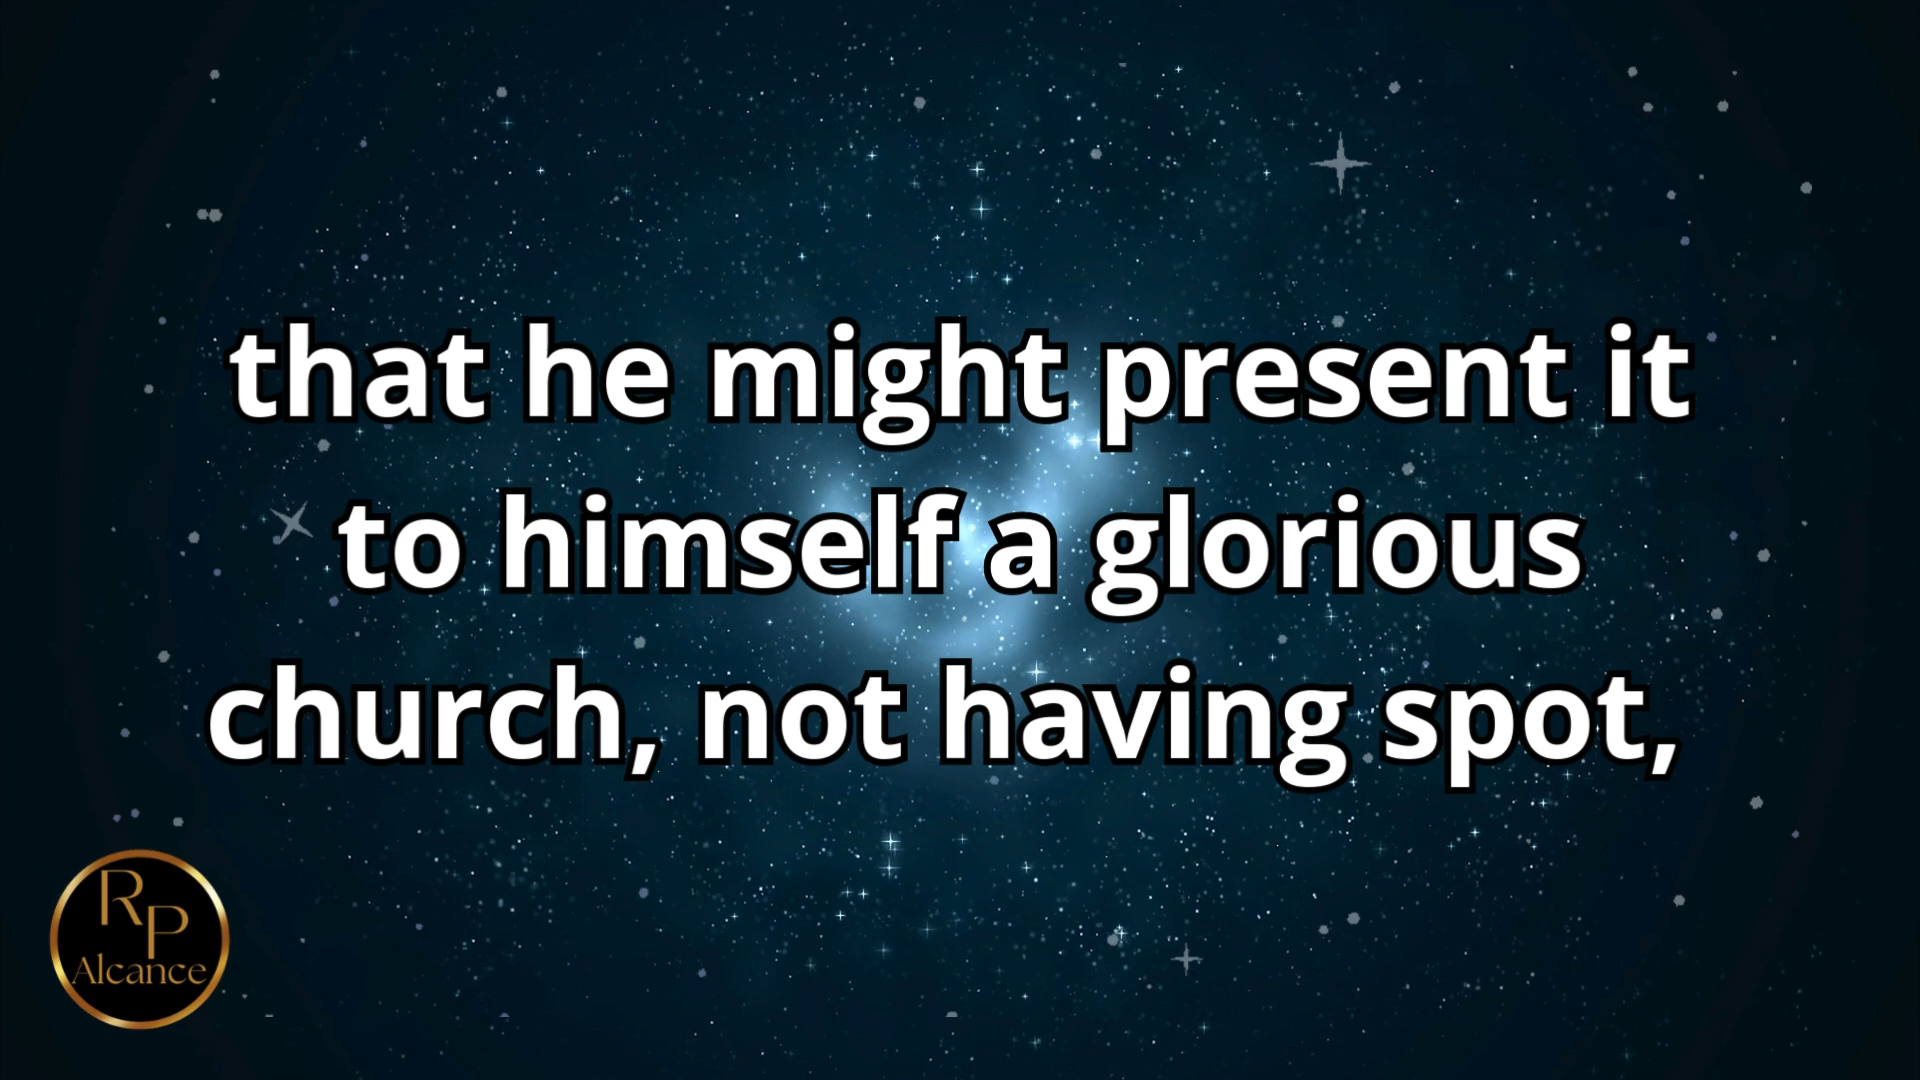 that he might present it
to himself a glorious
church, not having spot,
RP
Alcance